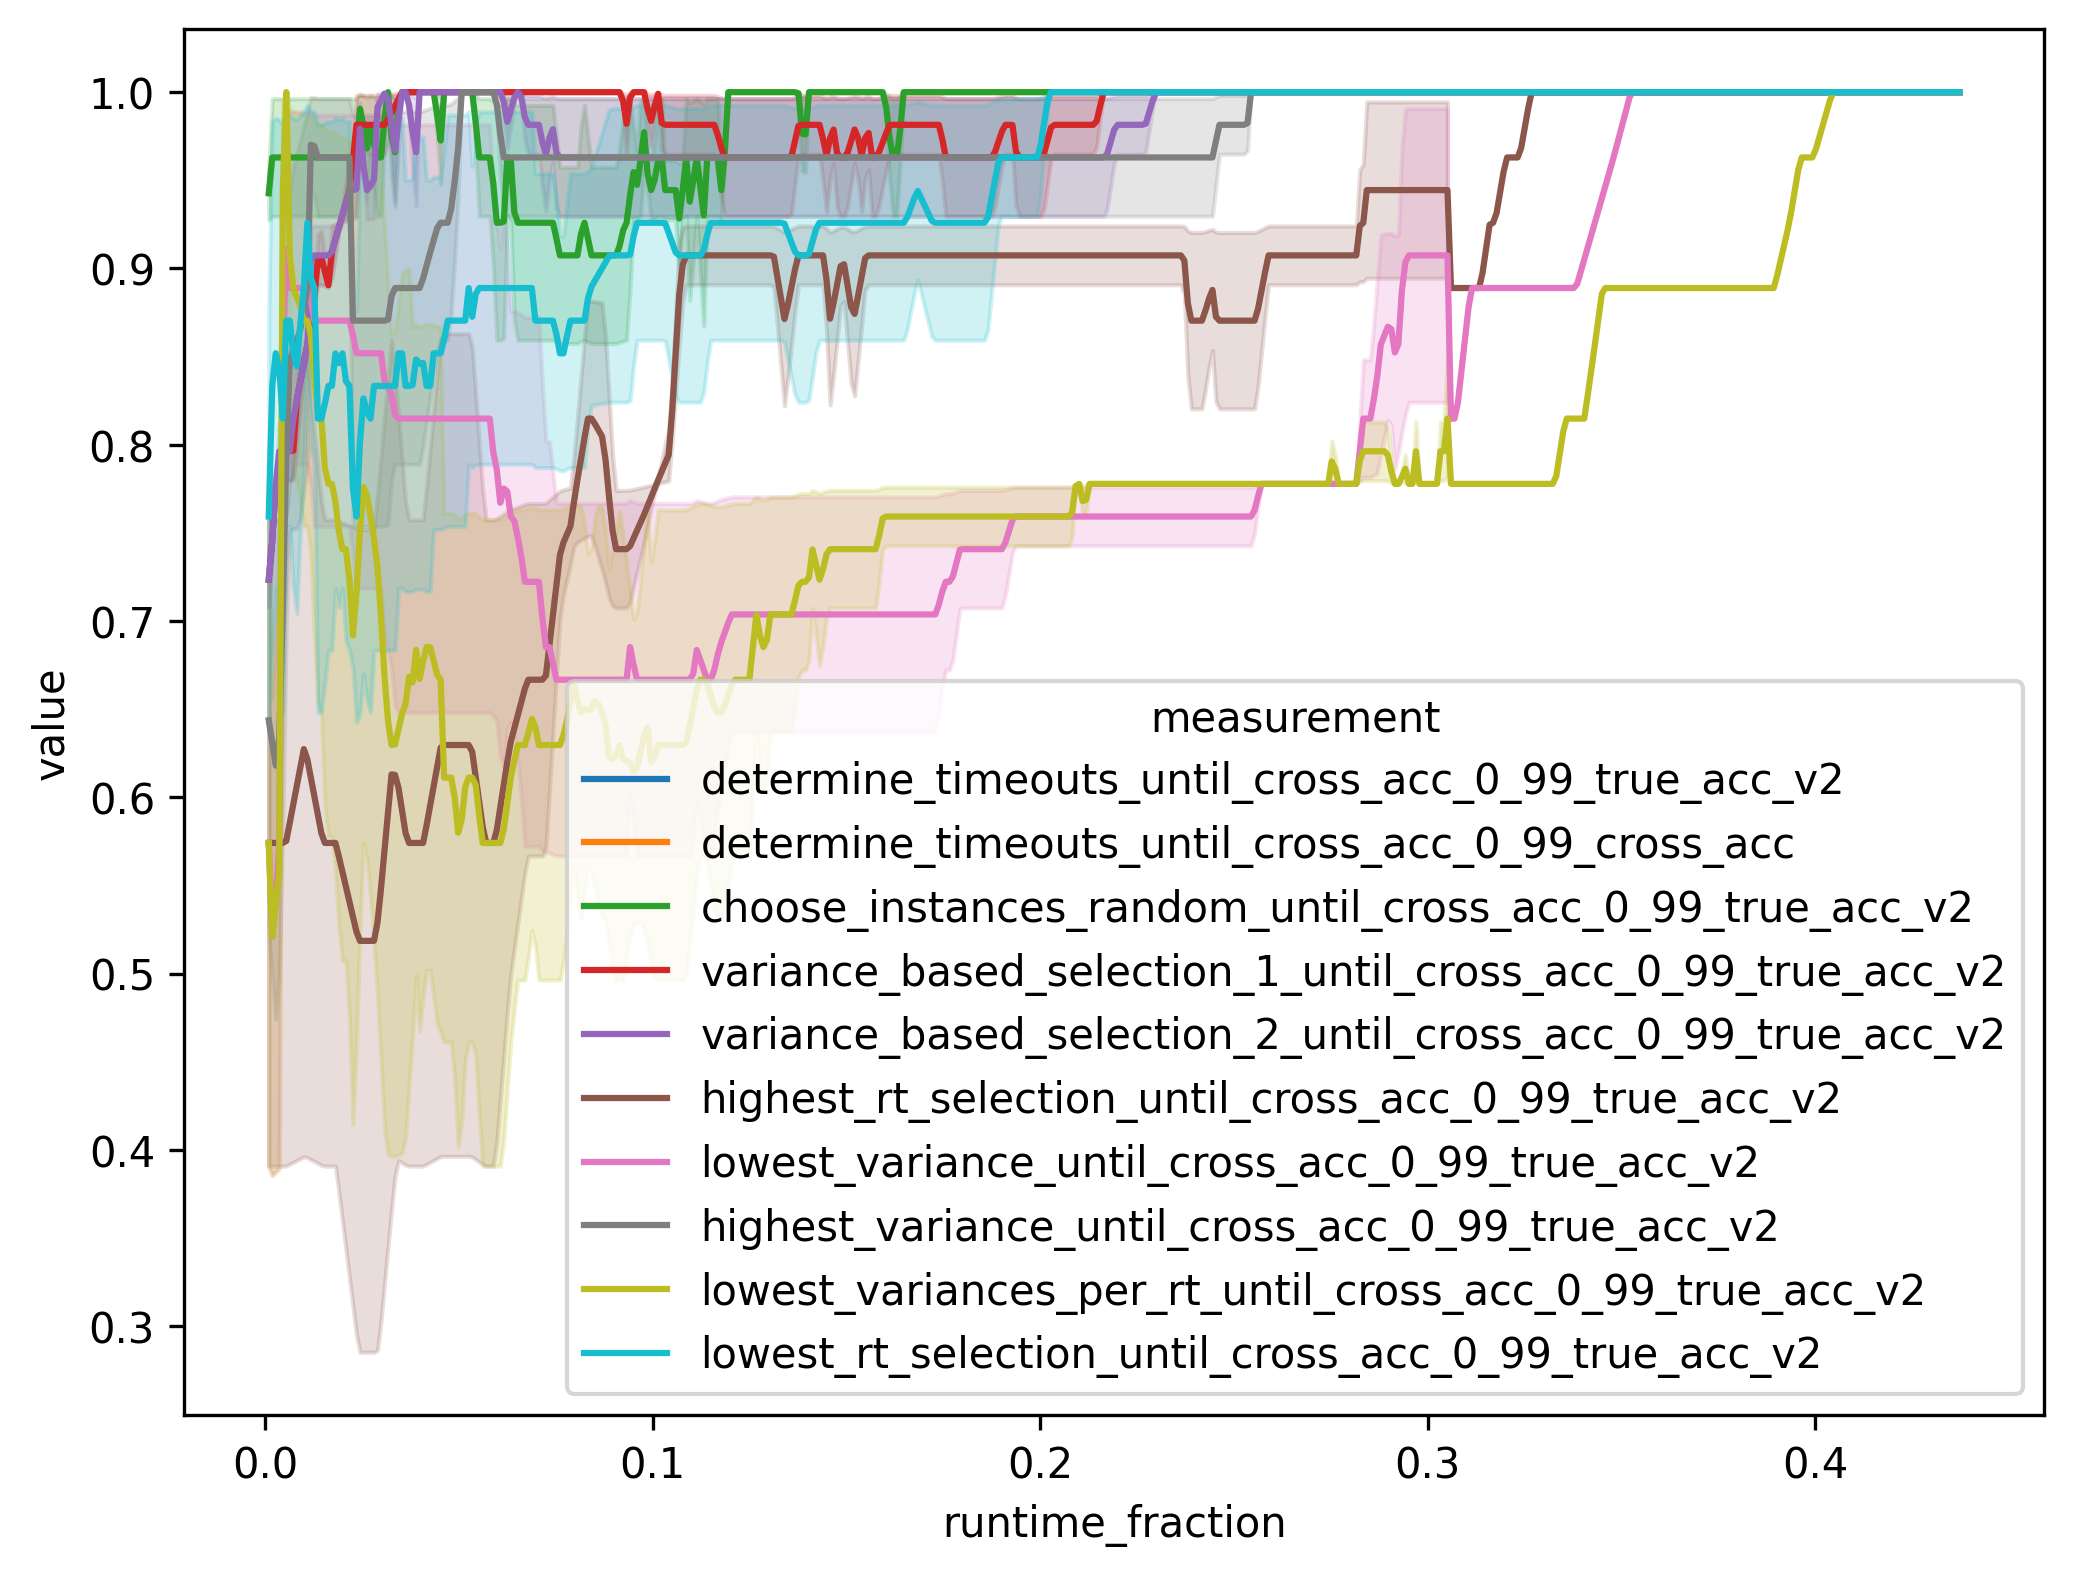 1.0
0.9
0.8
0.7
0.6
0.5
0.4
0.3
value
measurement
determine_timeouts_until_cross_acc_0_99_true_acc_v2
determine_timeouts_until_cross_acc_0_99_cross_acc
choose_instances_random_until_cross_acc_0_99_true_acc_v2
variance_based_selection_1_until_cross_acc_0_99_true_acc_v2
variance_based_selection_2_until_cross_acc_0_99_true_acc_v2
highest_rt_selection_until_cross_acc_0_99_true_acc_v2
lowest_variance_until_cross_acc_0_99_true_acc_v2
highest_variance_until_cross_acc_0_99_true_acc_v2
lowest_variances_per_rt_until_cross_acc_0_99_true_acc_v2
lowest_rt_selection_until_cross_acc_0_99_true_acc_v2
0.0 0.1 0.2 0.3 0.4
runtime_fraction